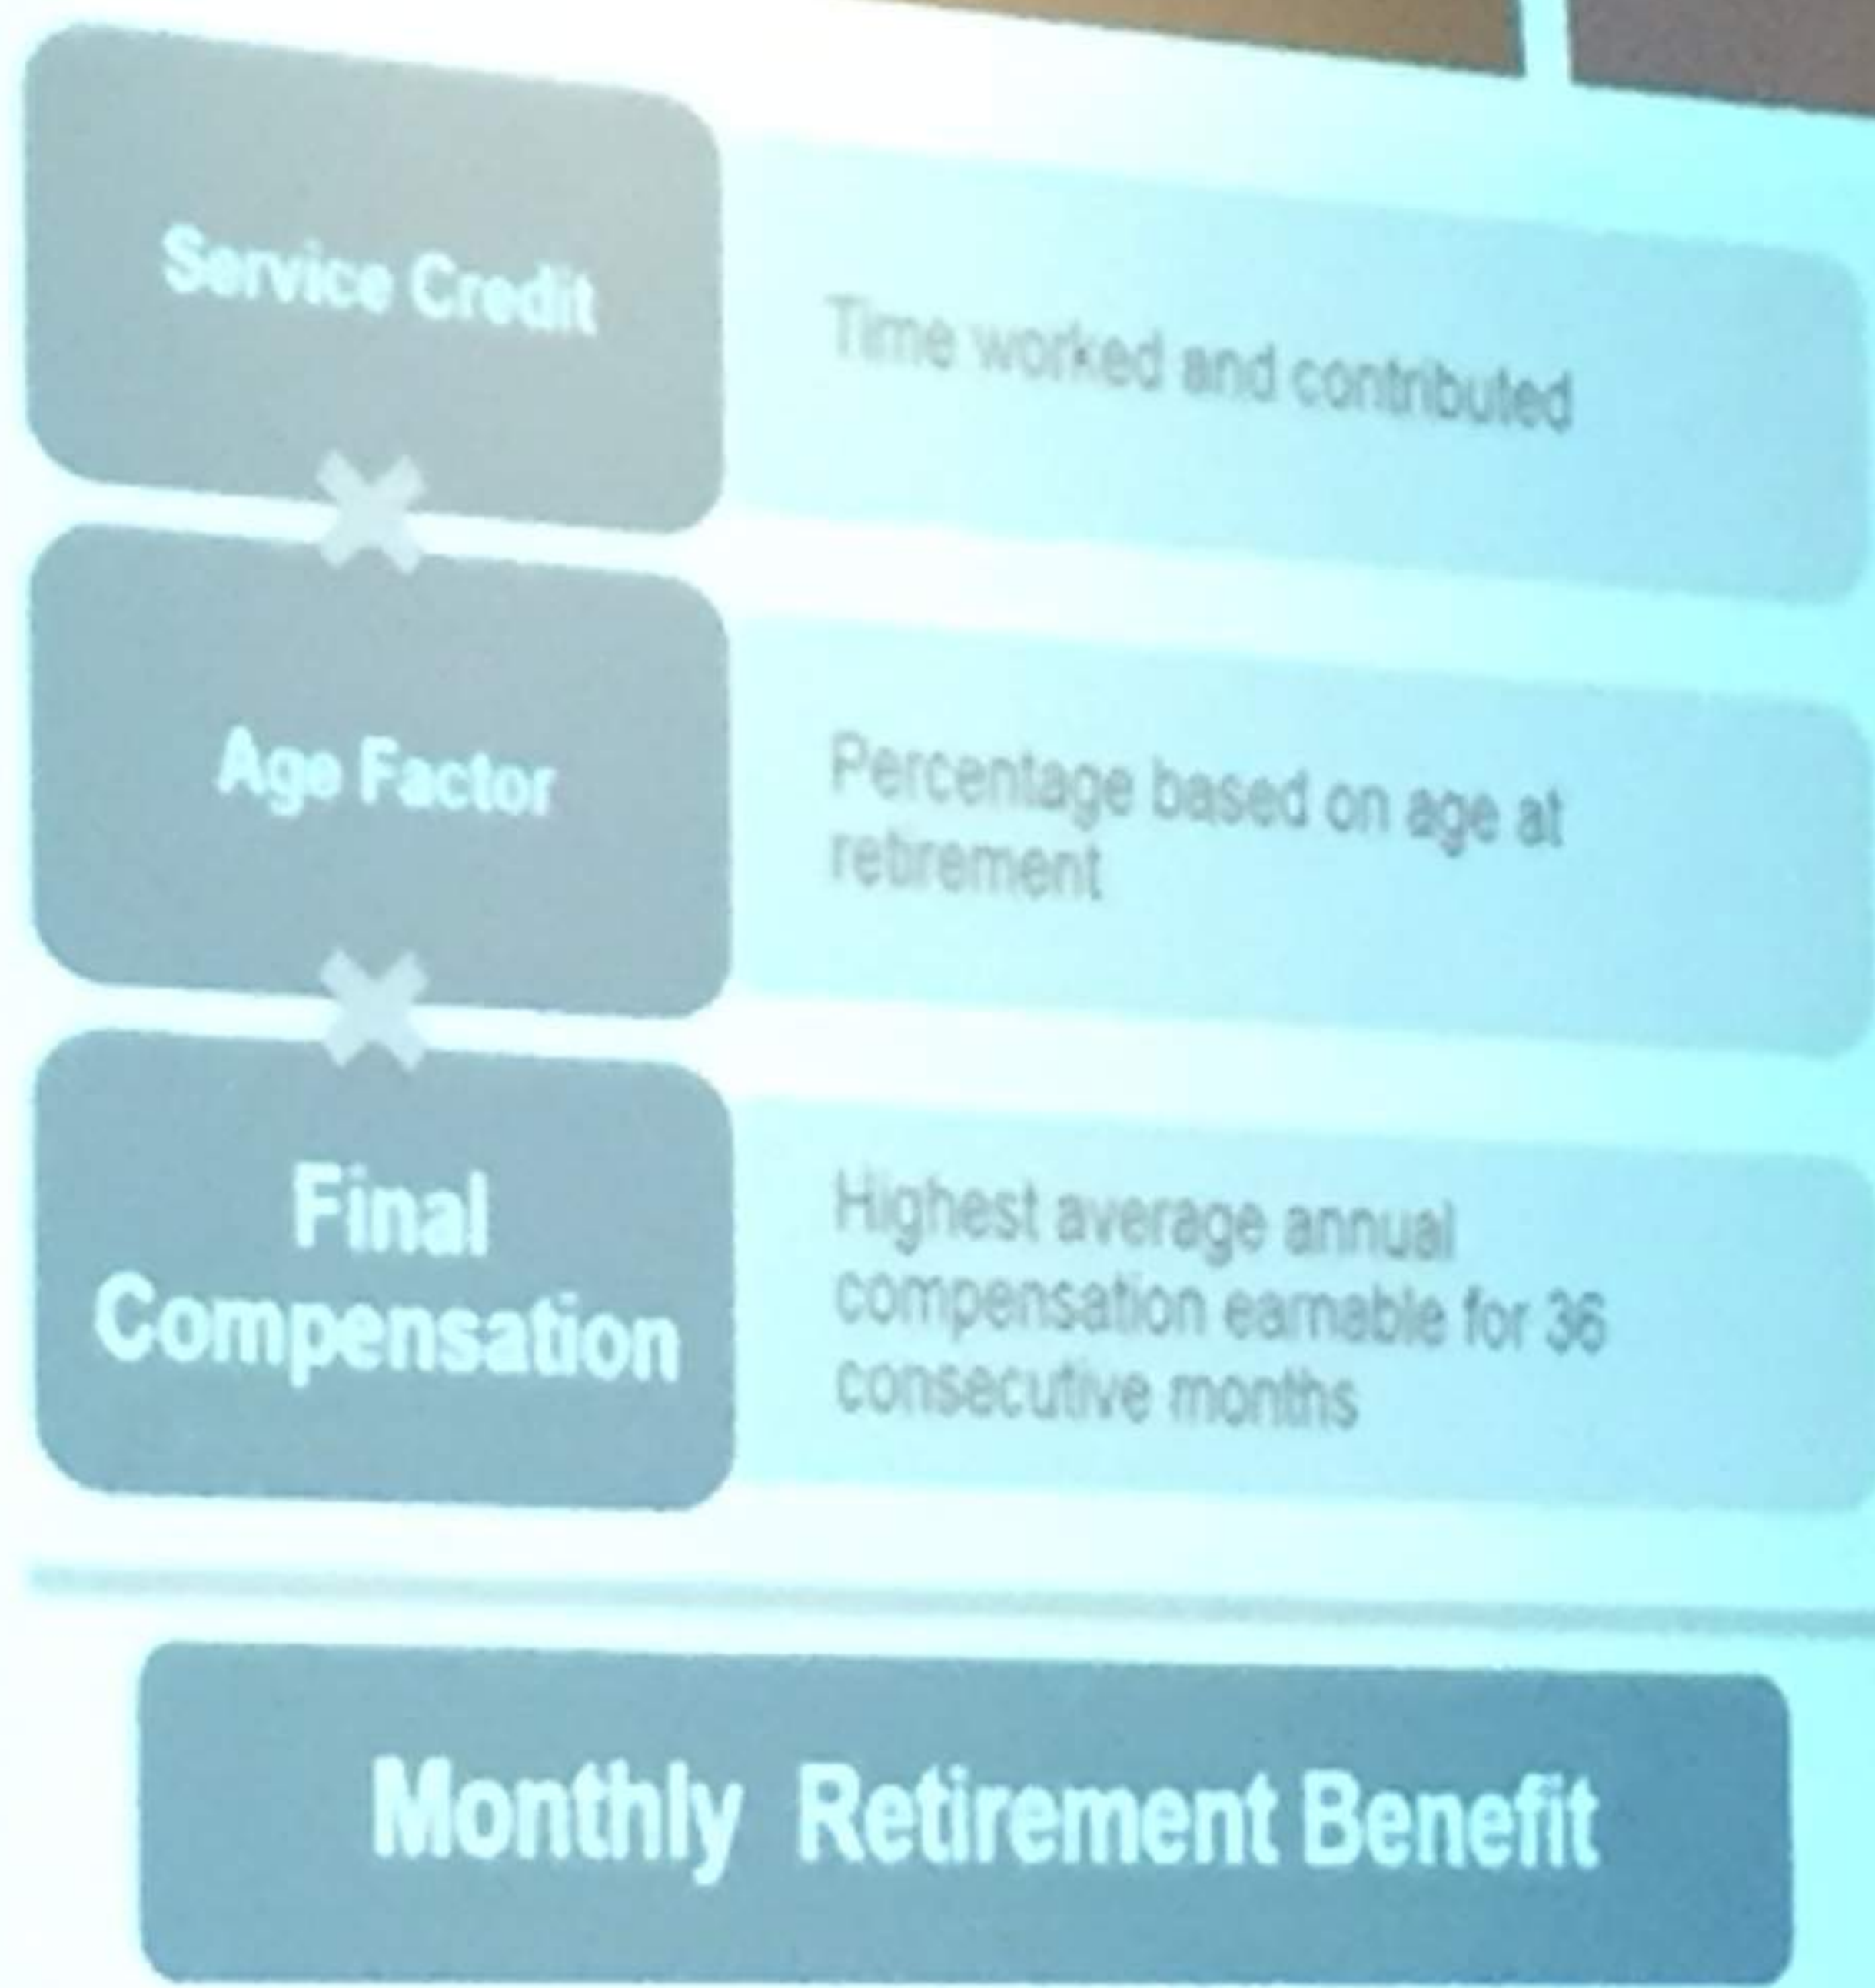 Service Credit
Time worked and contributed
Age Factor
Percentage based on age at
retirement
Final
Compensation
Highest average annual
compensation earnable for 36
consecutive months
Monthly Retirement Benefit